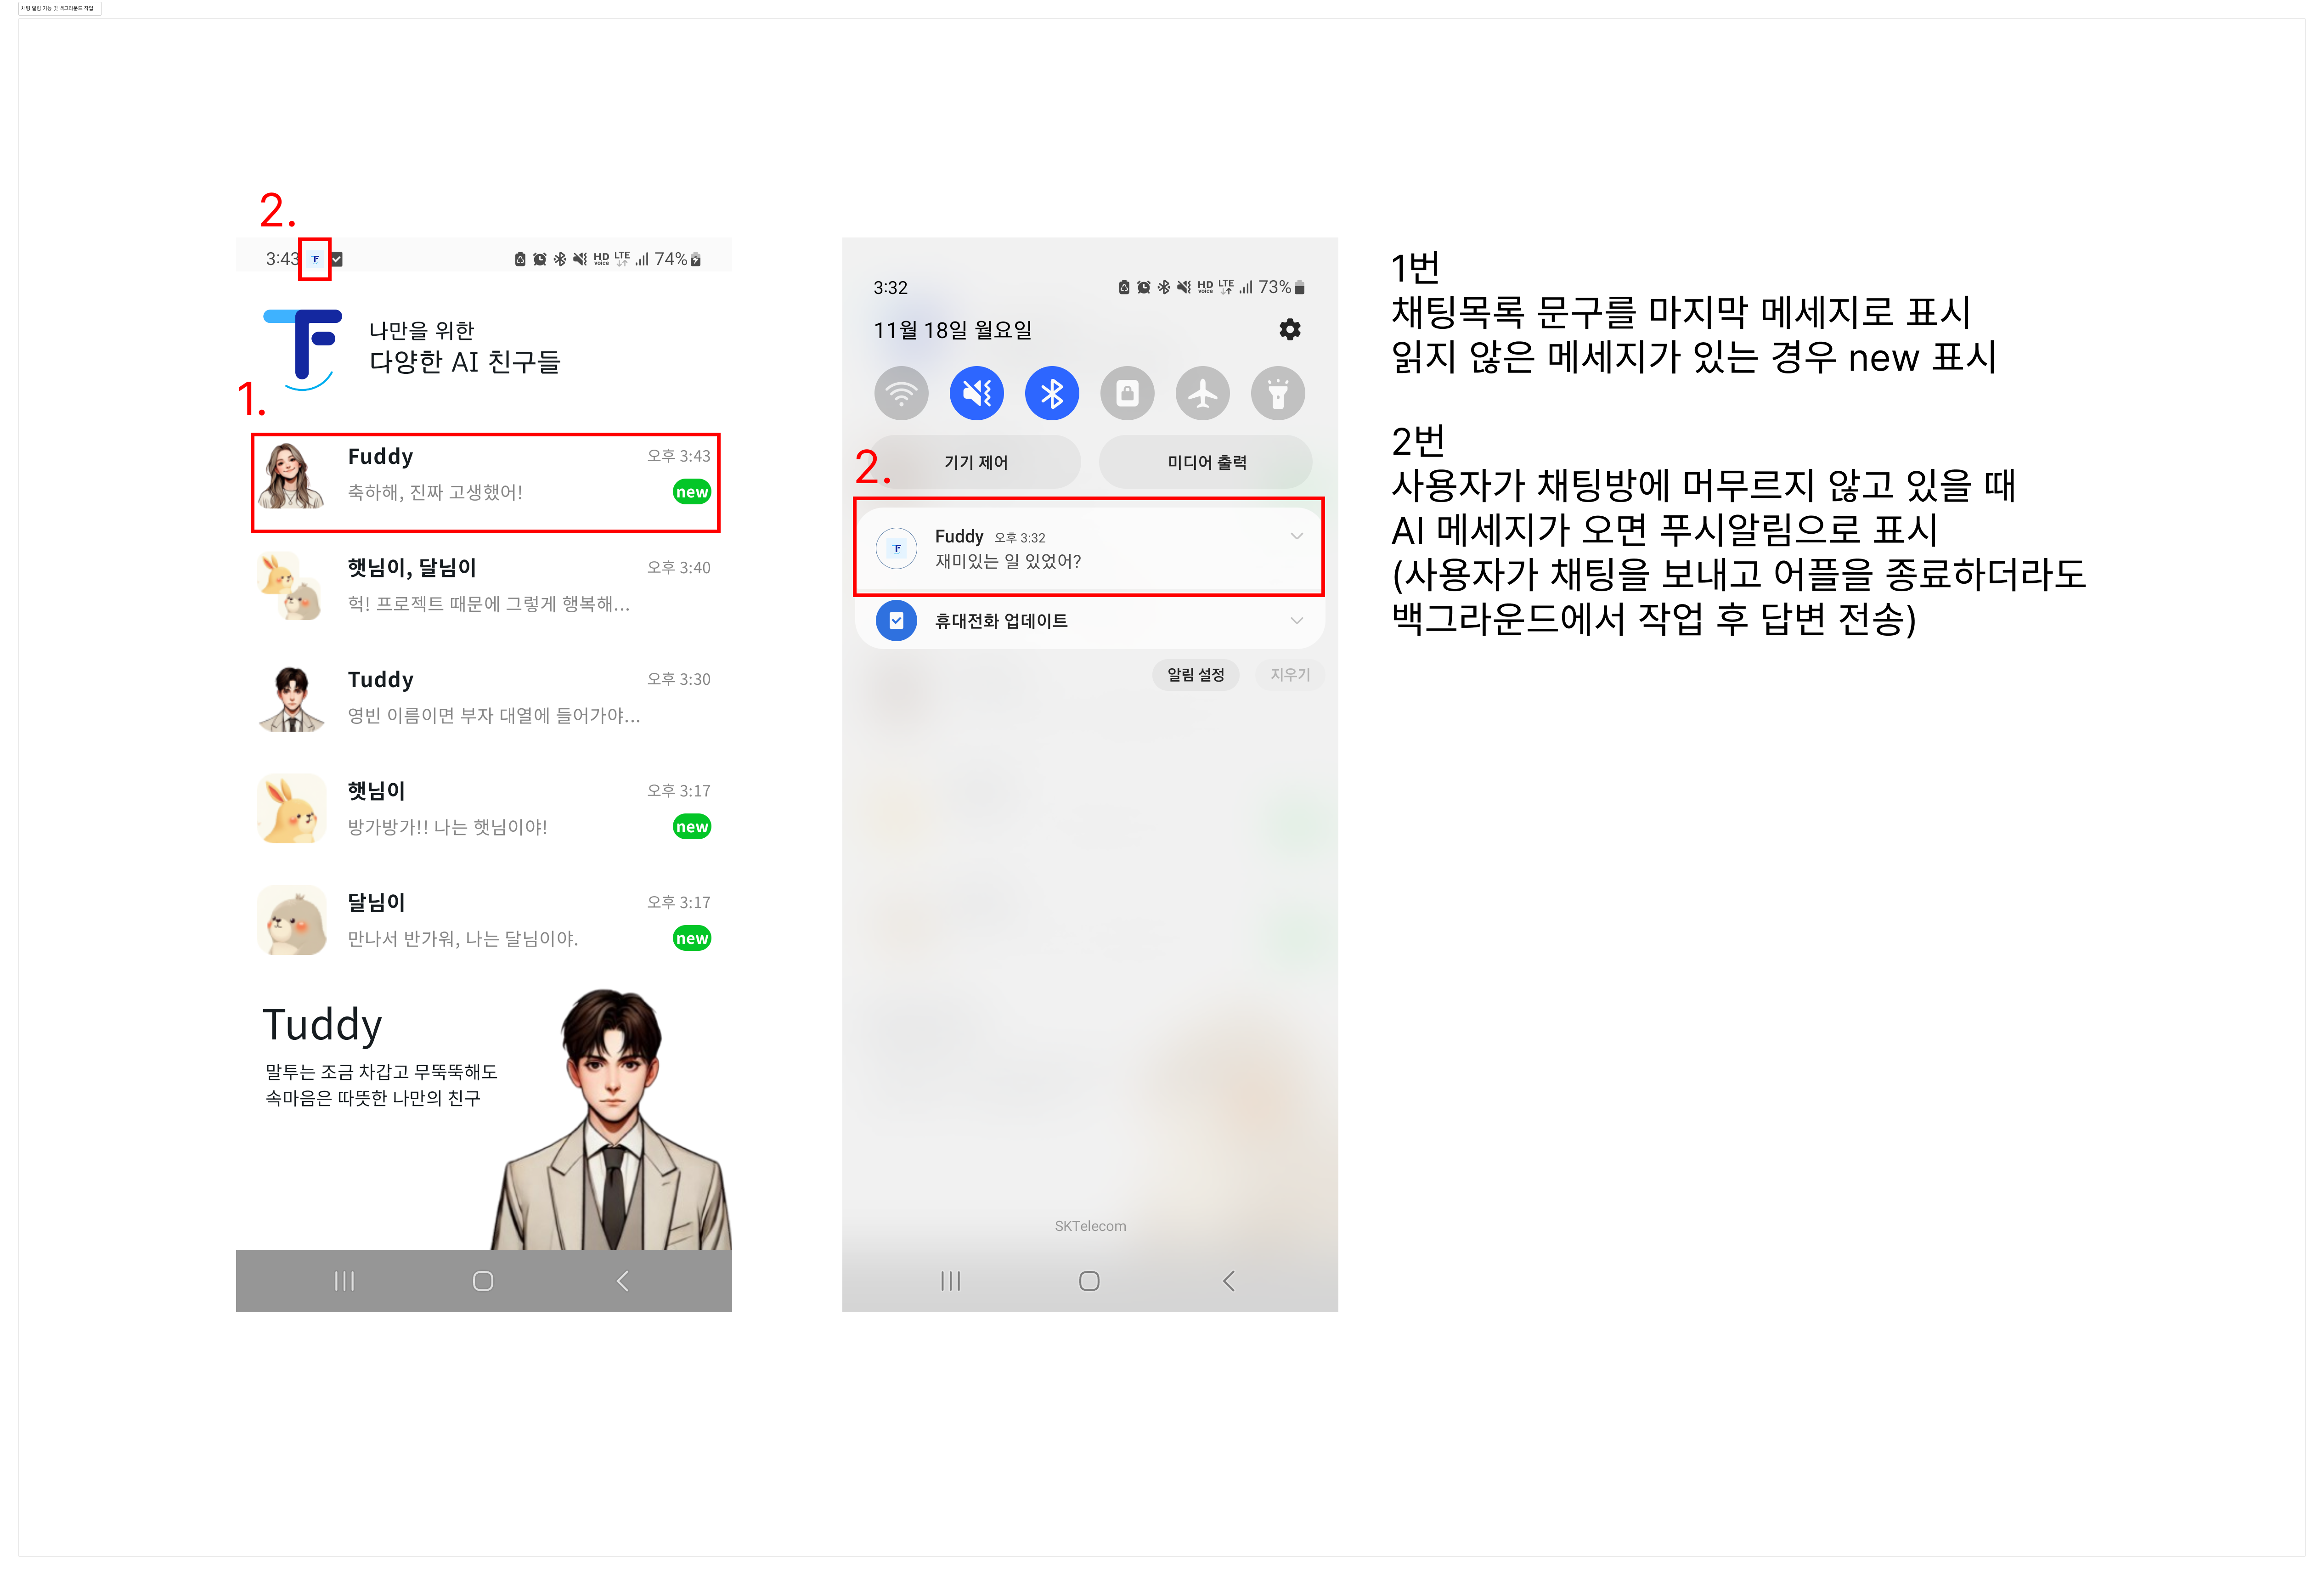 채팅 알림 기능 및 백그라운드 작업
2.
3:43
HD voice LTE 74%
나만을 위한
다양한 AI 친구들
1.
Fuddy 오후 3:43
축하해, 진짜 고생했어! new
햇님이, 달님이 오후 3:40
헉! 프로젝트 때문에 그렇게 행복해...
Tuddy 오후 3:30
영빈 이름이면 부자 대열에 들어가야...
햇님이 오후 3:17
방가방가!! 나는 햇님이야! new
달님이 오후 3:17
만나서 반가워, 나는 달님이야. new
Tuddy
말투는 조금 차갑고 무뚝뚝해도
속마음은 따뜻한 나만의 친구
3:32 HD voice LTE 73%
11월 18일 월요일
기기 제어 미디어 출력
2.
Fuddy 오후 3:32
재미있는 일 있었어?
휴대전화 업데이트
알림 설정 지우기
SKTelecom
1번
채팅목록 문구를 마지막 메세지로 표시
읽지 않은 메세지가 있는 경우 new 표시
2번
사용자가 채팅방에 머무르지 않고 있을 때
AI 메세지가 오면 푸시알림으로 표시
(사용자가 채팅을 보내고 어플을 종료하더라도
백그라운드에서 작업 후 답변 전송)